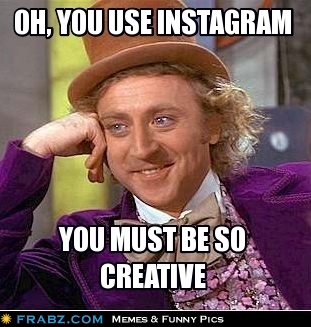 OH, YOU USE INSTAGRAM
YOU MUST BE SO
CREATIVE
FRABZ.COM MEMES & FUNNY PICS